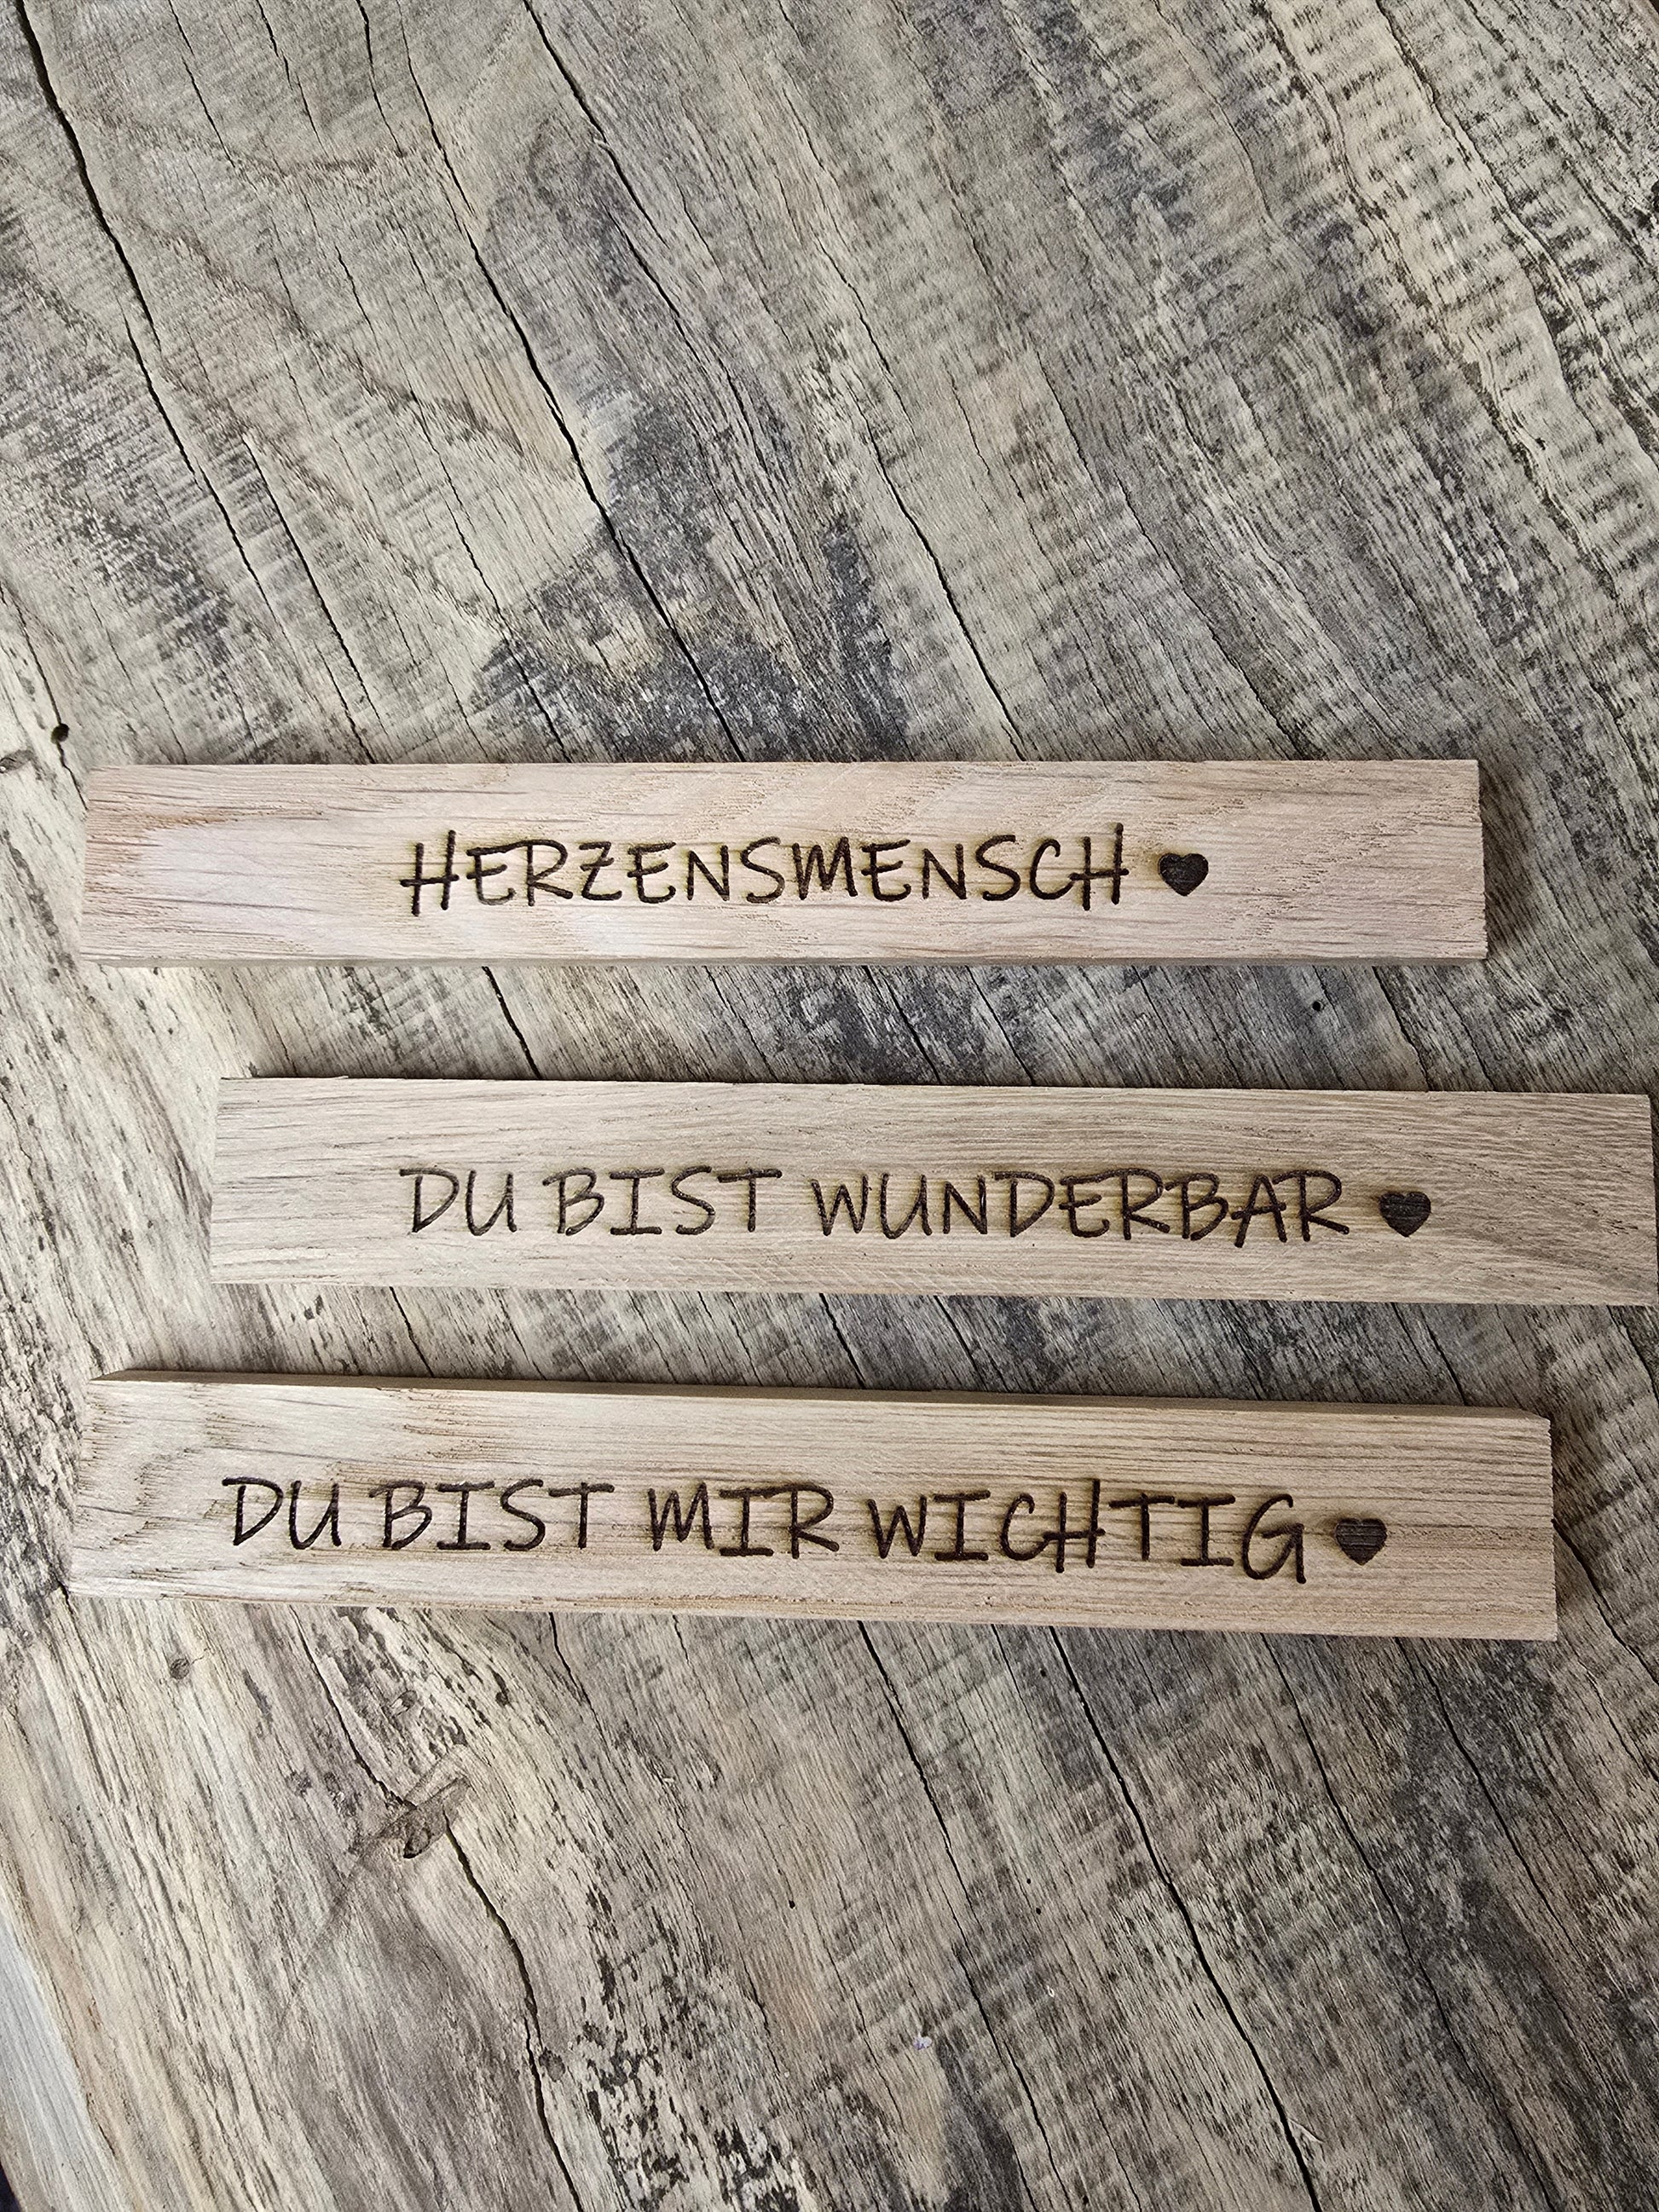 HERZENSMENSCH ♥
DU BIST WUNDERBAR ♥
DU BIST MIR WICHTIG ♥